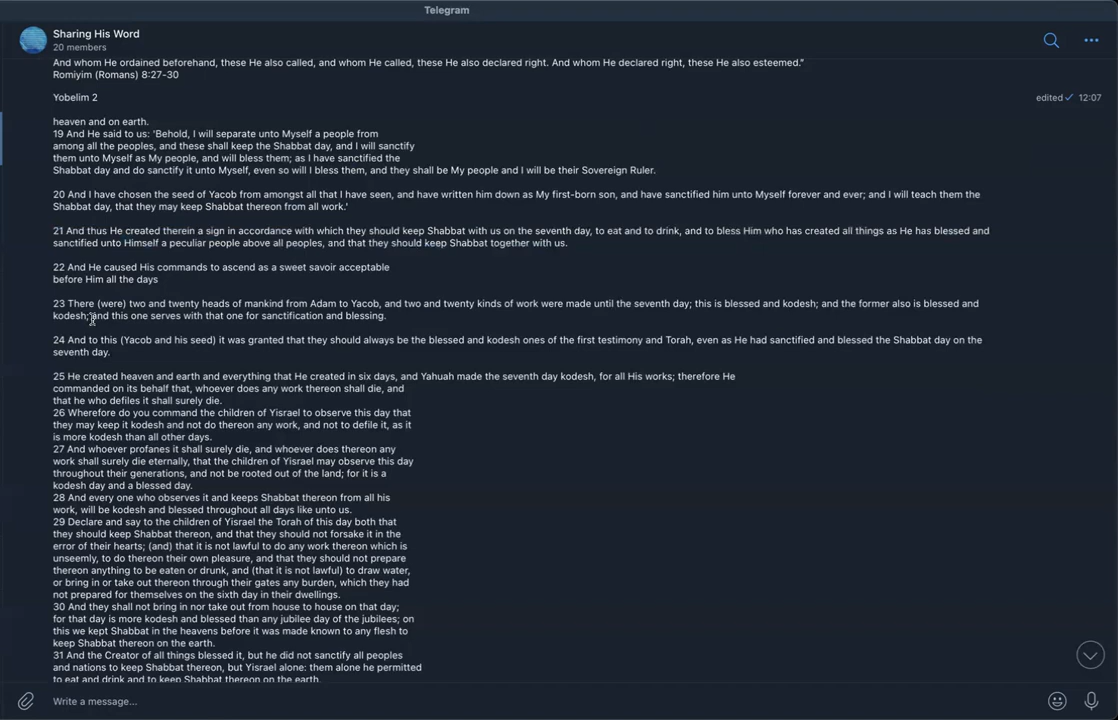 Telegram
Sharing His Word
20 members
And whom He ordained beforehand, these He also called, and whom He called, these He also declared right. And whom He declared right, these He also esteemed."
Romiyim (Romans) 8:27-30
Yobelim 2
edited 12:07
heaven and on earth.
19 And He said to us: 'Behold, I will separate unto Myself a people from
among all the peoples, and these shall keep the Shabbat day, and I will sanctify
them unto Myself as My people, and will bless them; as I have sanctified the
Shabbat day and do sanctify it unto Myself, even so will I bless them, and they shall be My people and I will be their Sovereign Ruler.
20 And I have chosen the seed of Yacob from amongst all that I have seen, and have written him down as My first-born son, and have sanctified him unto Myself forever and ever; and I will teach them the
Shabbat day, that they may keep Shabbat thereon from all work.'
21 And thus He created therein a sign in accordance with which they should keep Shabbat with us on the seventh day, to eat and to drink, and to bless Him who has created all things as He has blessed and
sanctified unto Himself a peculiar people above all peoples, and that they should keep Shabbat together with us.
22 And He caused His commands to ascend as a sweet savoir acceptable
before Him all the days
23 There (were) two and twenty heads of mankind from Adam to Yacob, and two and twenty kinds of work were made until the seventh day; this is blessed and kodesh; and the former also is blessed and
kodesh; and this one serves with that one for sanctification and blessing.
24 And to this (Yacob and his seed) it was granted that they should always be the blessed and kodesh ones of the first testimony and Torah, even as He had sanctified and blessed the Shabbat day on the
seventh day.
25 He created heaven and earth and everything that He created in six days, and Yahuah made the seventh day kodesh, for all His works; therefore He
commanded on its behalf that, whoever does any work thereon shall die, and
that he who defiles it shall surely die.
26 Wherefore do you command the children of Yisrael to observe this day that
they may keep it kodesh and not do thereon any work, and not to defile it, as it
is more kodesh than all other days.
27 And whoever profanes it shall surely die, and whoever does thereon any
work shall surely die eternally, that the children of Yisrael may observe this day
throughout their generations, and not be rooted out of the land; for it is a
kodesh day and a blessed day.
28 And every one who observes it and keeps Shabbat thereon from all his
work, will be kodesh and blessed throughout all days like unto us.
29 Declare and say to the children of Yisrael the Torah of this day both that
they should keep Shabbat thereon, and that they should not forsake it in the
error of their hearts; (and) that it is not lawful to do any work thereon which is
unseemly, to do thereon their own pleasure, and that they should not prepare
thereon anything to be eaten or drunk, and (that it is not lawful) to draw water,
or bring in or take out thereon through their gates any burden, which they had
not prepared for themselves on the sixth day in their dwellings.
30 And they shall not bring in nor take out from house to house on that day;
for that day is more kodesh and blessed than any jubilee day of the jubilees; on
this we kept Shabbat in the heavens before it was made known to any flesh to
keep Shabbat thereon on the earth.
31 And the Creator of all things blessed it, but he did not sanctify all peoples
and nations to keep Shabbat thereon, but Yisrael alone: them alone he permitted
to eat and drink and to keep Shabbat thereon on the earth.
Write a message...